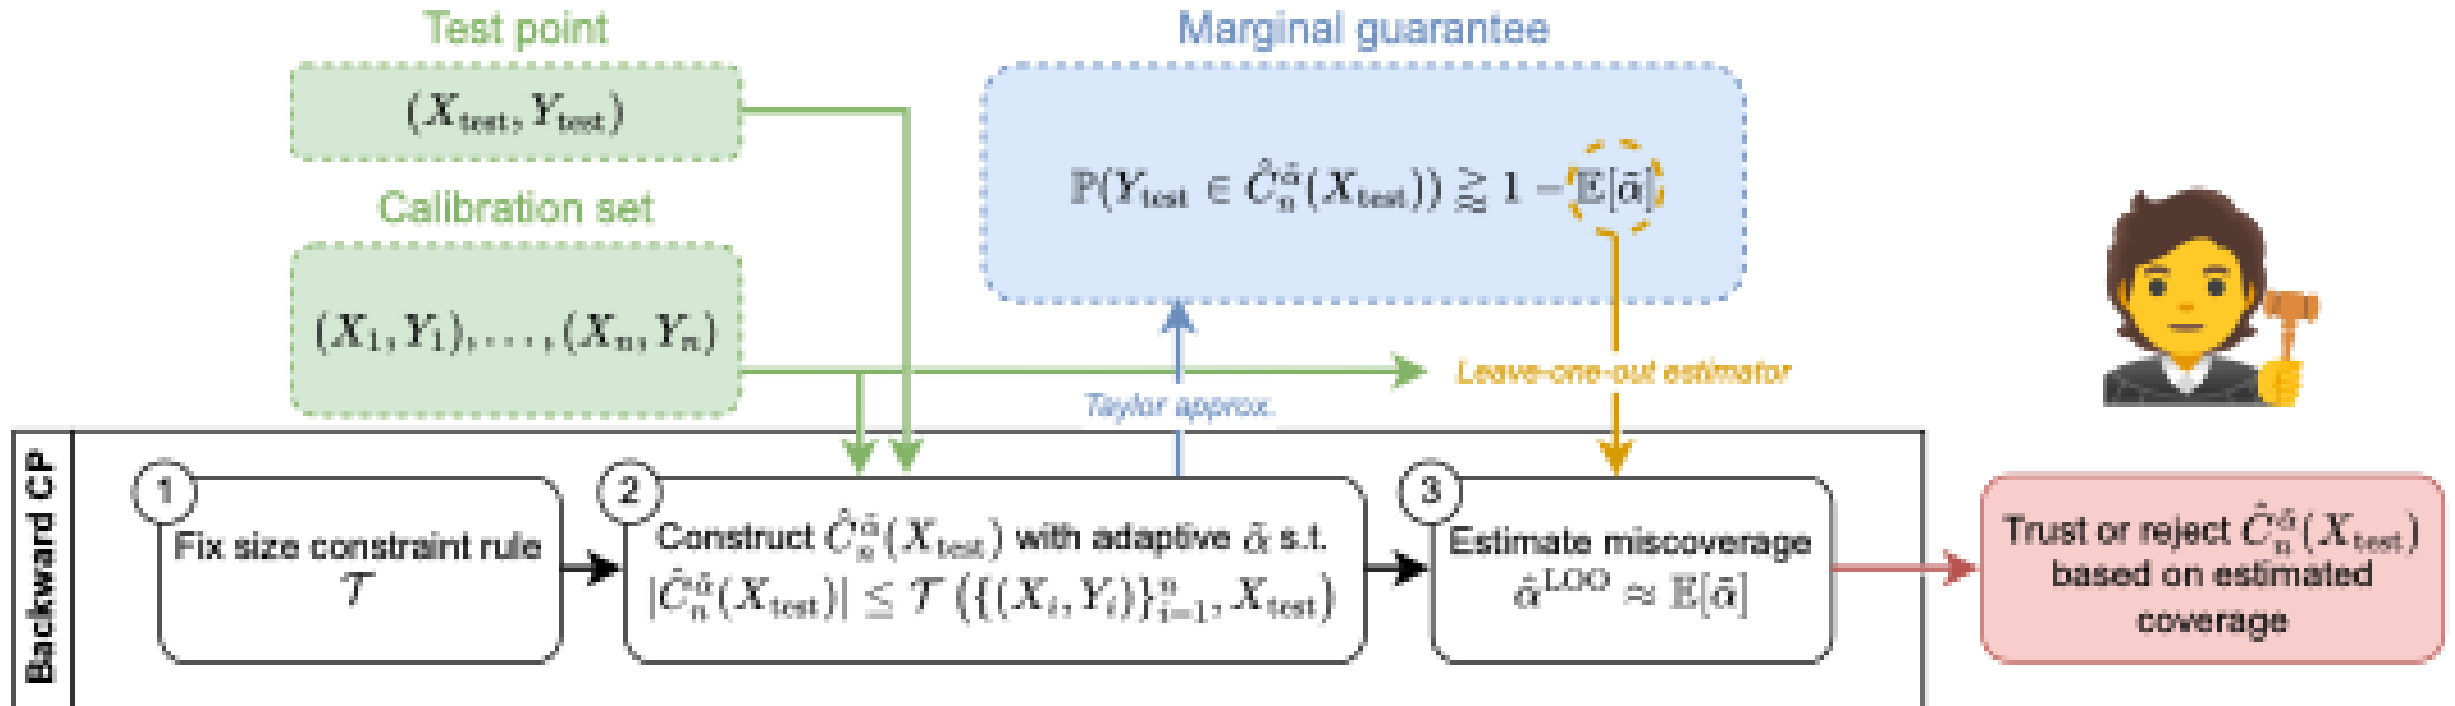 Test point
(X_test, Y_test)
Calibration set
(X_1, Y_1), ..., (X_n, Y_n)
Marginal guarantee
ℙ(Y_test ∈ Ĉ_n^α̃(X_test)) ⪆ 1 − 𝔼[α̃]
Leave-one-out estimator
Taylor approx.
Backward CP
1
Fix size constraint rule
𝒯
2
Construct Ĉ_n^α̃(X_test) with adaptive α̃ s.t.
|Ĉ_n^α̃(X_test)| ≤ 𝒯({(X_i, Y_i)}_{i=1}^n, X_test)
3
Estimate miscoverage
α̂^LOO ≈ 𝔼[α̃]
Trust or reject Ĉ_n^α̃(X_test)
based on estimated
coverage